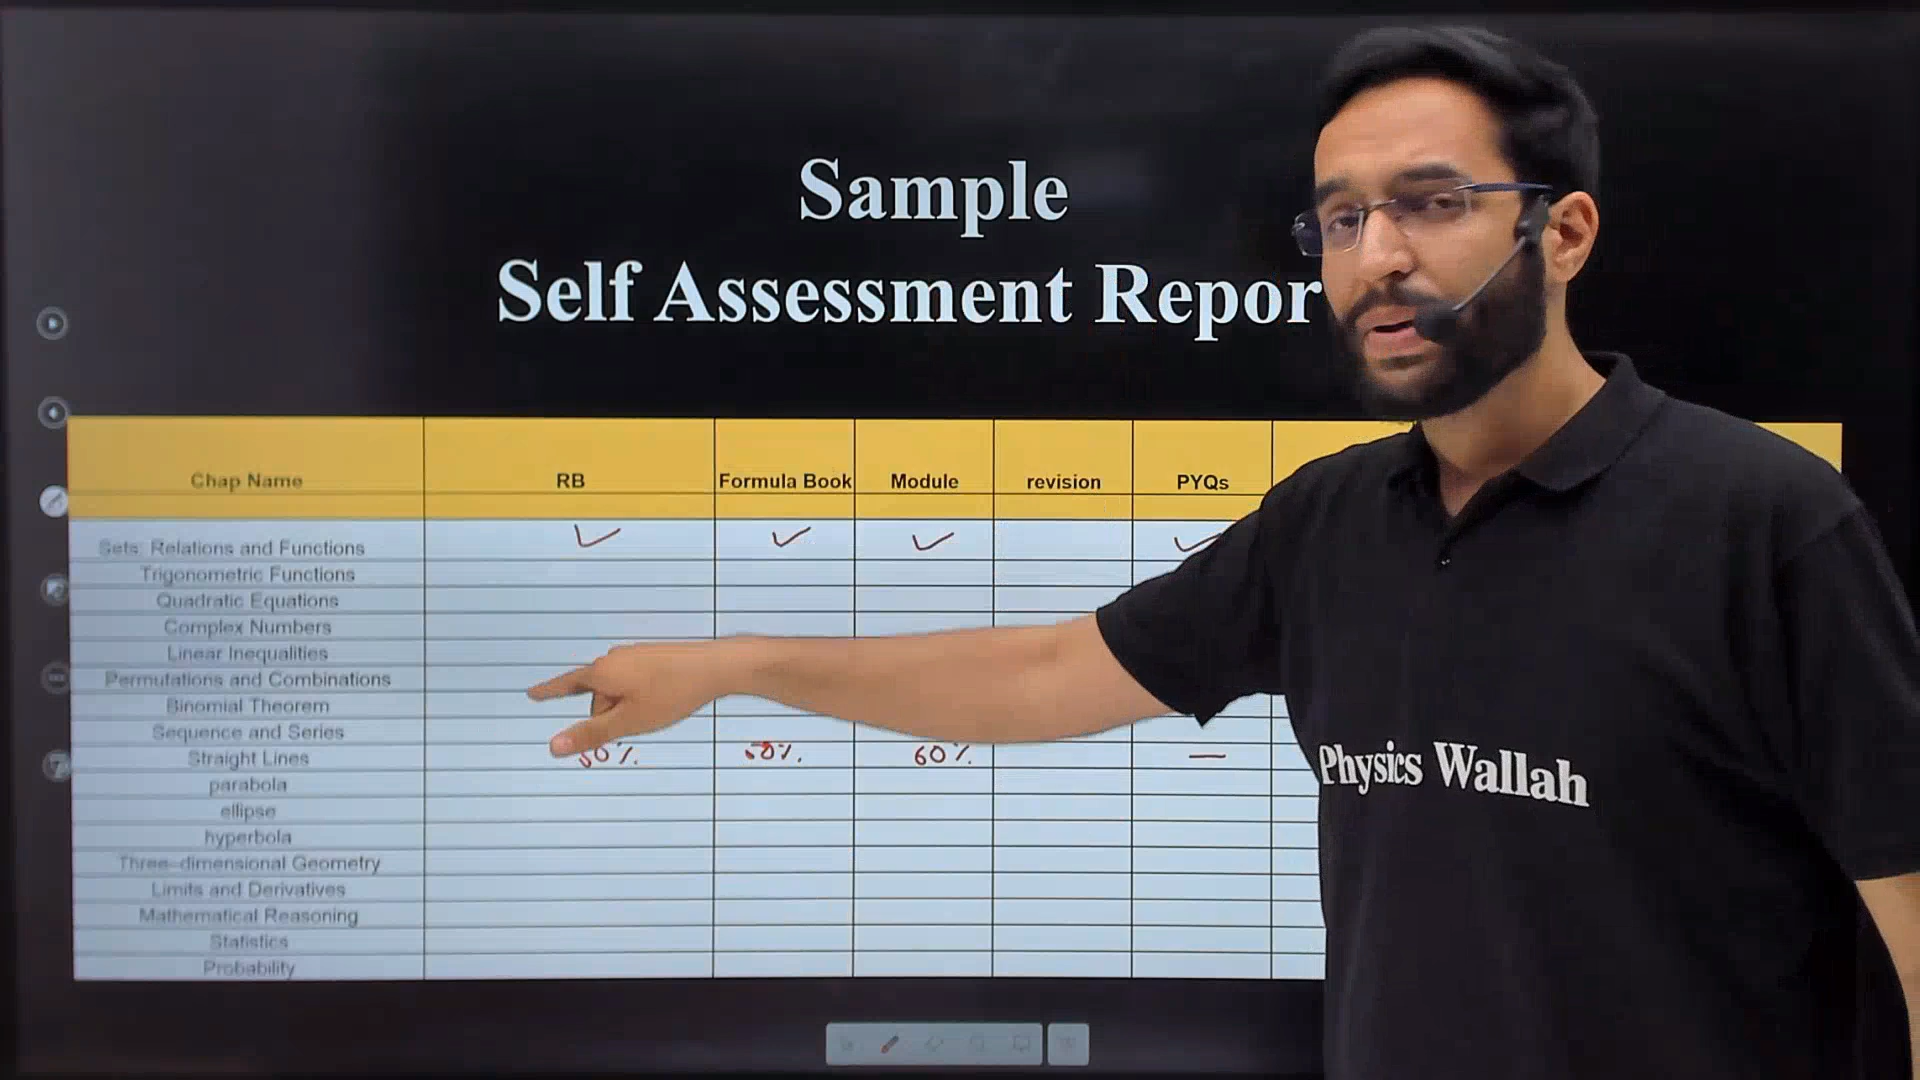 Sample
Self Assessment Repor
Chap Name RB Formula Book Module revision PYQs
Sets, Relations and Functions
Trigonometric Functions
Quadratic Equations
Complex Numbers
Linear Inequalities
Permutations and Combinations
Binomial Theorem
Sequence and Series
Straight Lines 50% 50% 60% —
parabola
ellipse
hyperbola
Three-dimensional Geometry
Limits and Derivatives
Mathematical Reasoning
Statistics
Probability
Physics Wallah